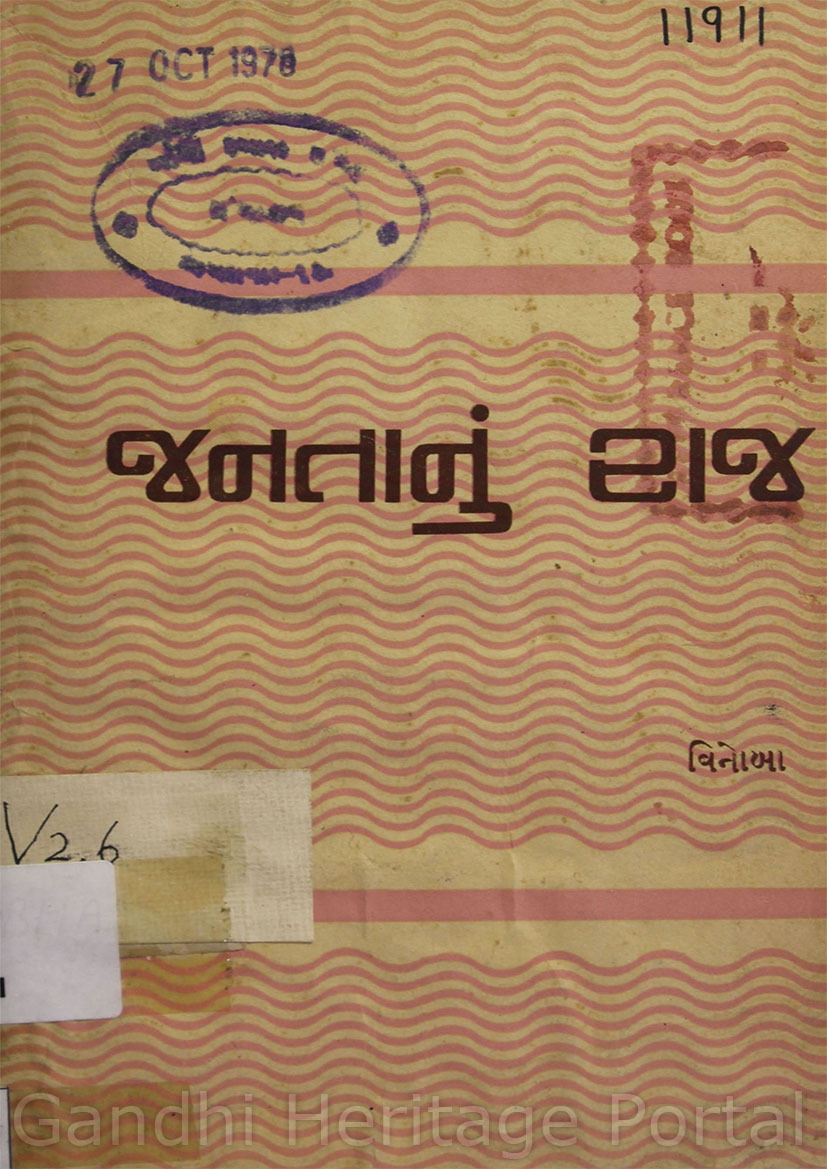 11911
27 OCT 1978
જનતાનું રાજ
વિનોબા
V2.6
Gandhi Heritage Portal